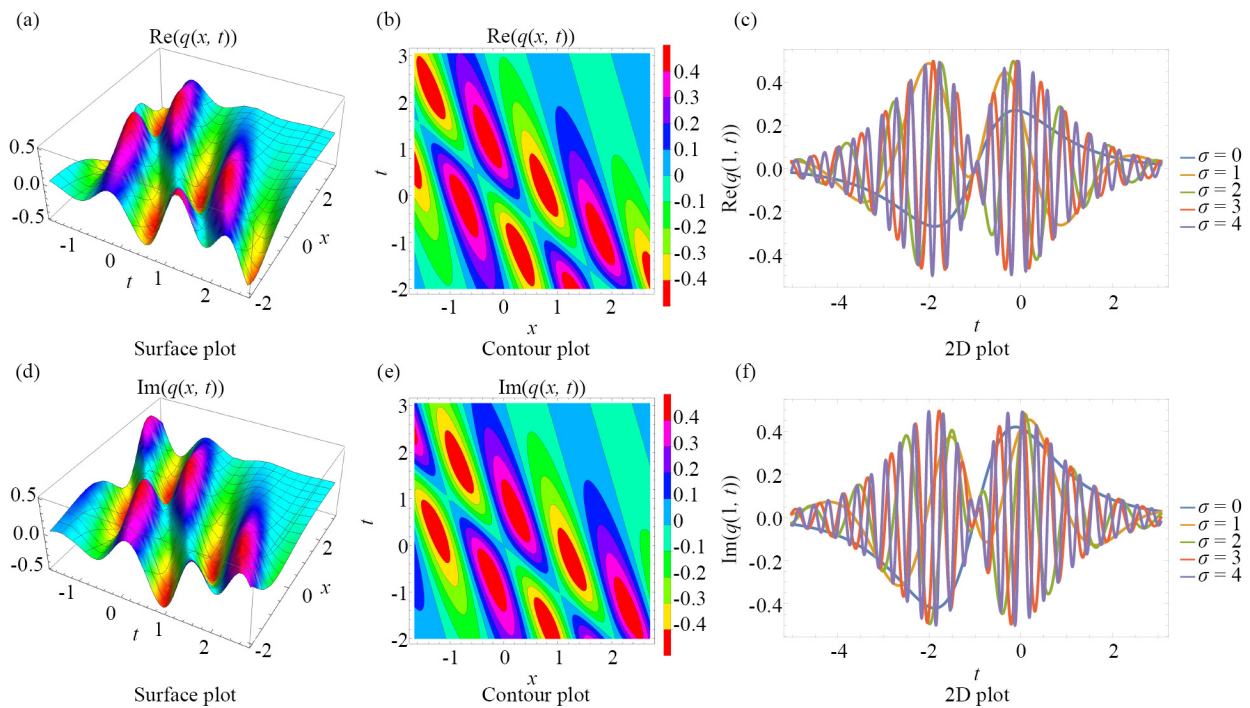 (a)
Re(q(x, t))
0.5
0.0
-0.5
-1
0
1
2
t
-2
0
2
x
Surface plot
(b)
Re(q(x, t))
3
2
1
0
-1
-2
t
-1
0
1
2
x
0.4
0.3
0.2
0.1
0
-0.1
-0.2
-0.3
-0.4
Contour plot
(c)
Re(q(1, t))
0.4
0.2
0.0
-0.2
-0.4
-4
-2
0
2
t
σ = 0
σ = 1
σ = 2
σ = 3
σ = 4
2D plot
(d)
Im(q(x, t))
0.5
0.0
-0.5
-1
0
1
2
t
-2
0
2
x
Surface plot
(e)
Im(q(x, t))
3
2
1
0
-1
-2
t
-1
0
1
2
x
0.4
0.3
0.2
0.1
0
-0.1
-0.2
-0.3
-0.4
Contour plot
(f)
Im(q(1, t))
0.4
0.2
0.0
-0.2
-0.4
-4
-2
0
2
t
σ = 0
σ = 1
σ = 2
σ = 3
σ = 4
2D plot